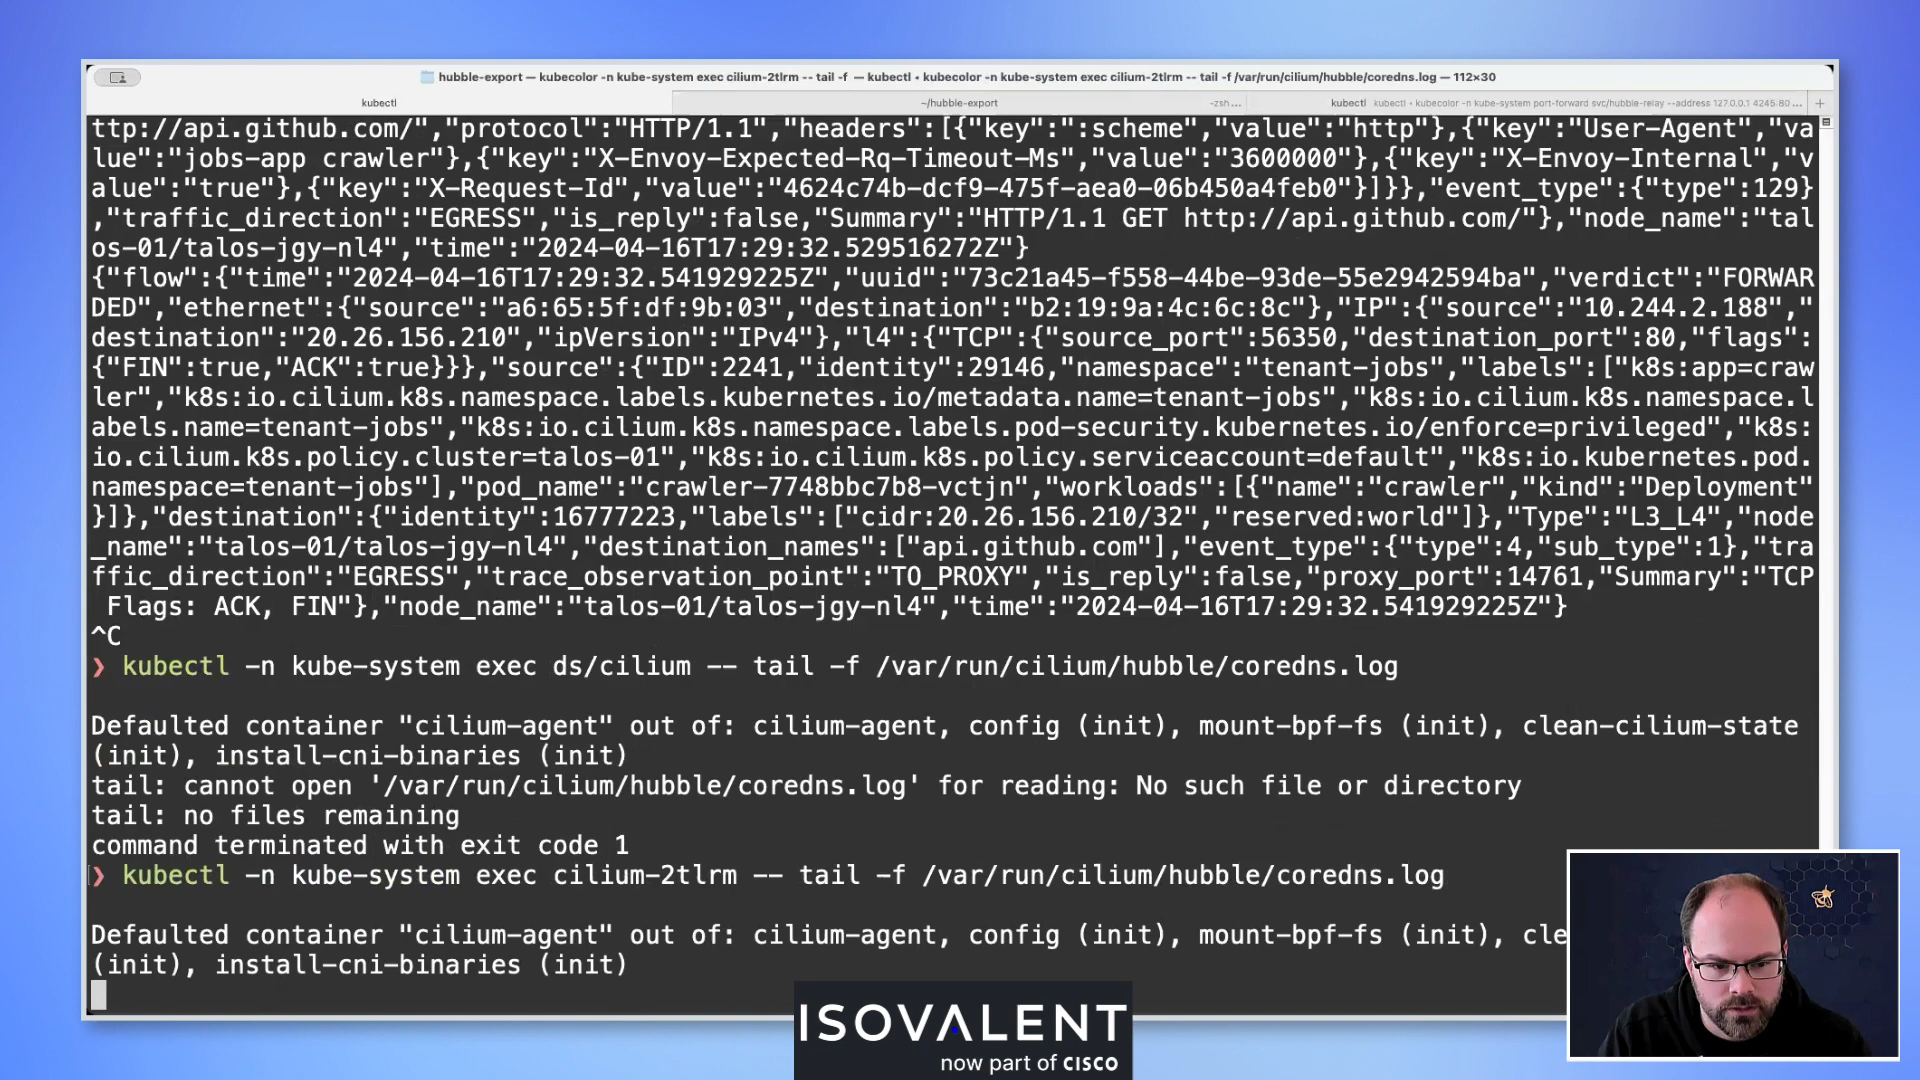 hubble-export — kubecolor -n kube-system exec cilium-2tlrm -- tail -f — kubectl • kubecolor -n kube-system exec cilium-2tlrm -- tail -f /var/run/cilium/hubble/coredns.log — 112×30
kubectl ~/hubble-export -zsh... kubectl kubectl • kubecolor -n kube-system port-forward svc/hubble-relay --address 127.0.0.1 4245:80 ... +
ttp://api.github.com/","protocol":"HTTP/1.1","headers":[{"key":":scheme","value":"http"},{"key":"User-Agent","va
lue":"jobs-app crawler"},{"key":"X-Envoy-Expected-Rq-Timeout-Ms","value":"3600000"},{"key":"X-Envoy-Internal","v
alue":"true"},{"key":"X-Request-Id","value":"4624c74b-dcf9-475f-aea0-06b450a4feb0"}]}},"event_type":{"type":129}
,"traffic_direction":"EGRESS","is_reply":false,"Summary":"HTTP/1.1 GET http://api.github.com/"},"node_name":"tal
os-01/talos-jgy-nl4","time":"2024-04-16T17:29:32.529516272Z"}
{"flow":{"time":"2024-04-16T17:29:32.541929225Z","uuid":"73c21a45-f558-44be-93de-55e2942594ba","verdict":"FORWAR
DED","ethernet":{"source":"a6:65:5f:df:9b:03","destination":"b2:19:9a:4c:6c:8c"},"IP":{"source":"10.244.2.188","
destination":"20.26.156.210","ipVersion":"IPv4"},"l4":{"TCP":{"source_port":56350,"destination_port":80,"flags":
{"FIN":true,"ACK":true}}},"source":{"ID":2241,"identity":29146,"namespace":"tenant-jobs","labels":["k8s:app=craw
ler","k8s:io.cilium.k8s.namespace.labels.kubernetes.io/metadata.name=tenant-jobs","k8s:io.cilium.k8s.namespace.l
abels.name=tenant-jobs","k8s:io.cilium.k8s.namespace.labels.pod-security.kubernetes.io/enforce=privileged","k8s:
io.cilium.k8s.policy.cluster=talos-01","k8s:io.cilium.k8s.policy.serviceaccount=default","k8s:io.kubernetes.pod.
namespace=tenant-jobs"],"pod_name":"crawler-7748bbc7b8-vctjn","workloads":[{"name":"crawler","kind":"Deployment"
}]},"destination":{"identity":16777223,"labels":["cidr:20.26.156.210/32","reserved:world"]},"Type":"L3_L4","node
_name":"talos-01/talos-jgy-nl4","destination_names":["api.github.com"],"event_type":{"type":4,"sub_type":1},"tra
ffic_direction":"EGRESS","trace_observation_point":"TO_PROXY","is_reply":false,"proxy_port":14761,"Summary":"TCP
 Flags: ACK, FIN"},"node_name":"talos-01/talos-jgy-nl4","time":"2024-04-16T17:29:32.541929225Z"}
^C
❯ kubectl -n kube-system exec ds/cilium -- tail -f /var/run/cilium/hubble/coredns.log
Defaulted container "cilium-agent" out of: cilium-agent, config (init), mount-bpf-fs (init), clean-cilium-state
(init), install-cni-binaries (init)
tail: cannot open '/var/run/cilium/hubble/coredns.log' for reading: No such file or directory
tail: no files remaining
command terminated with exit code 1
❯ kubectl -n kube-system exec cilium-2tlrm -- tail -f /var/run/cilium/hubble/coredns.log
Defaulted container "cilium-agent" out of: cilium-agent, config (init), mount-bpf-fs (init), cle
(init), install-cni-binaries (init)
ISOVALENT
now part of CISCO